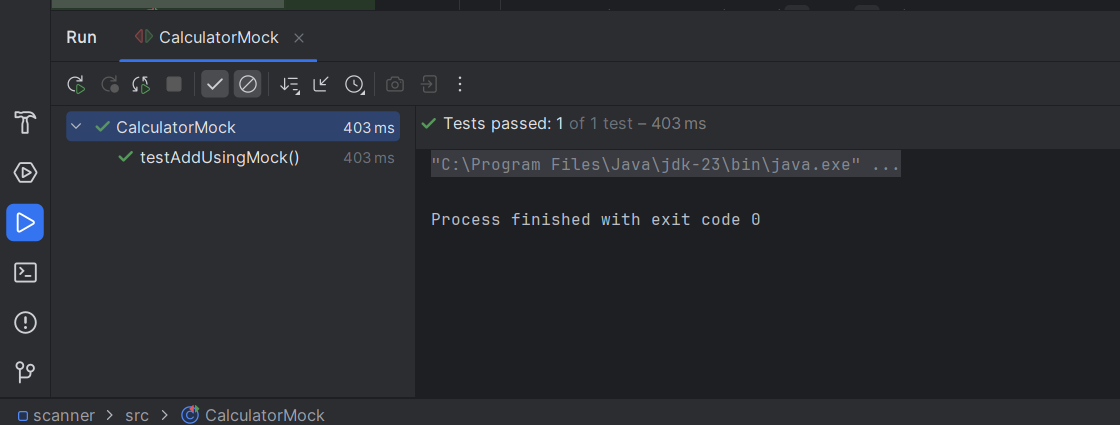 Run
CalculatorMock
CalculatorMock 403 ms
testAddUsingMock() 403 ms
Tests passed: 1 of 1 test – 403 ms
"C:\Program Files\Java\jdk-23\bin\java.exe" ...
Process finished with exit code 0
scanner > src > CalculatorMock